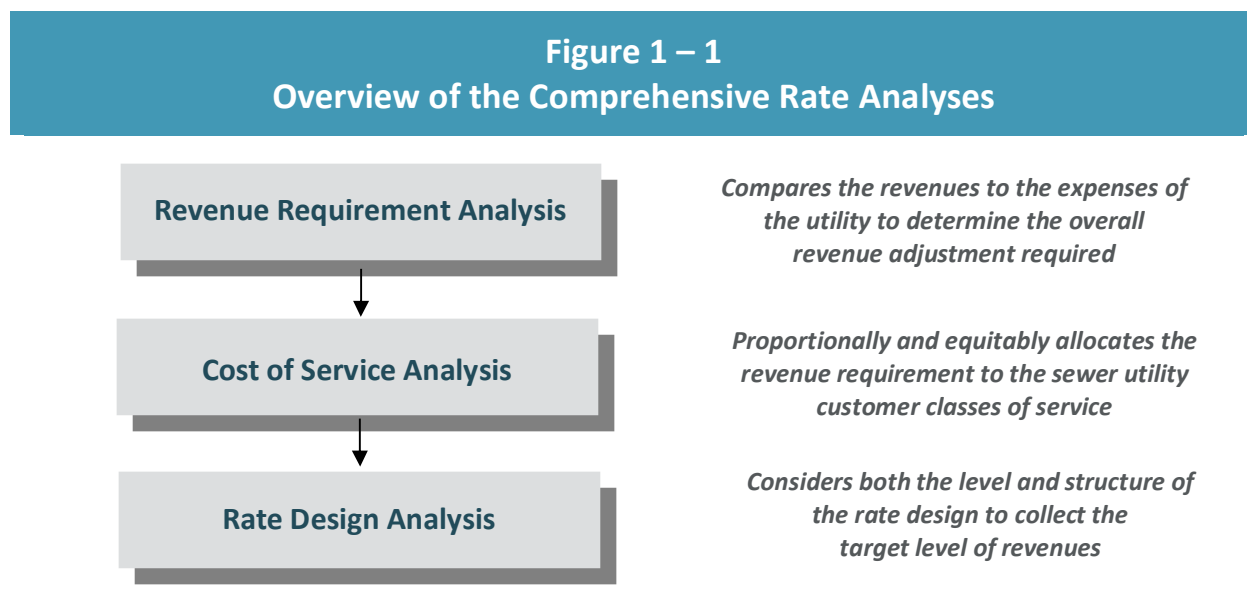 Figure 1 – 1
Overview of the Comprehensive Rate Analyses
Revenue Requirement Analysis
Compares the revenues to the expenses of
the utility to determine the overall
revenue adjustment required
Cost of Service Analysis
Proportionally and equitably allocates the
revenue requirement to the sewer utility
customer classes of service
Rate Design Analysis
Considers both the level and structure of
the rate design to collect the
target level of revenues